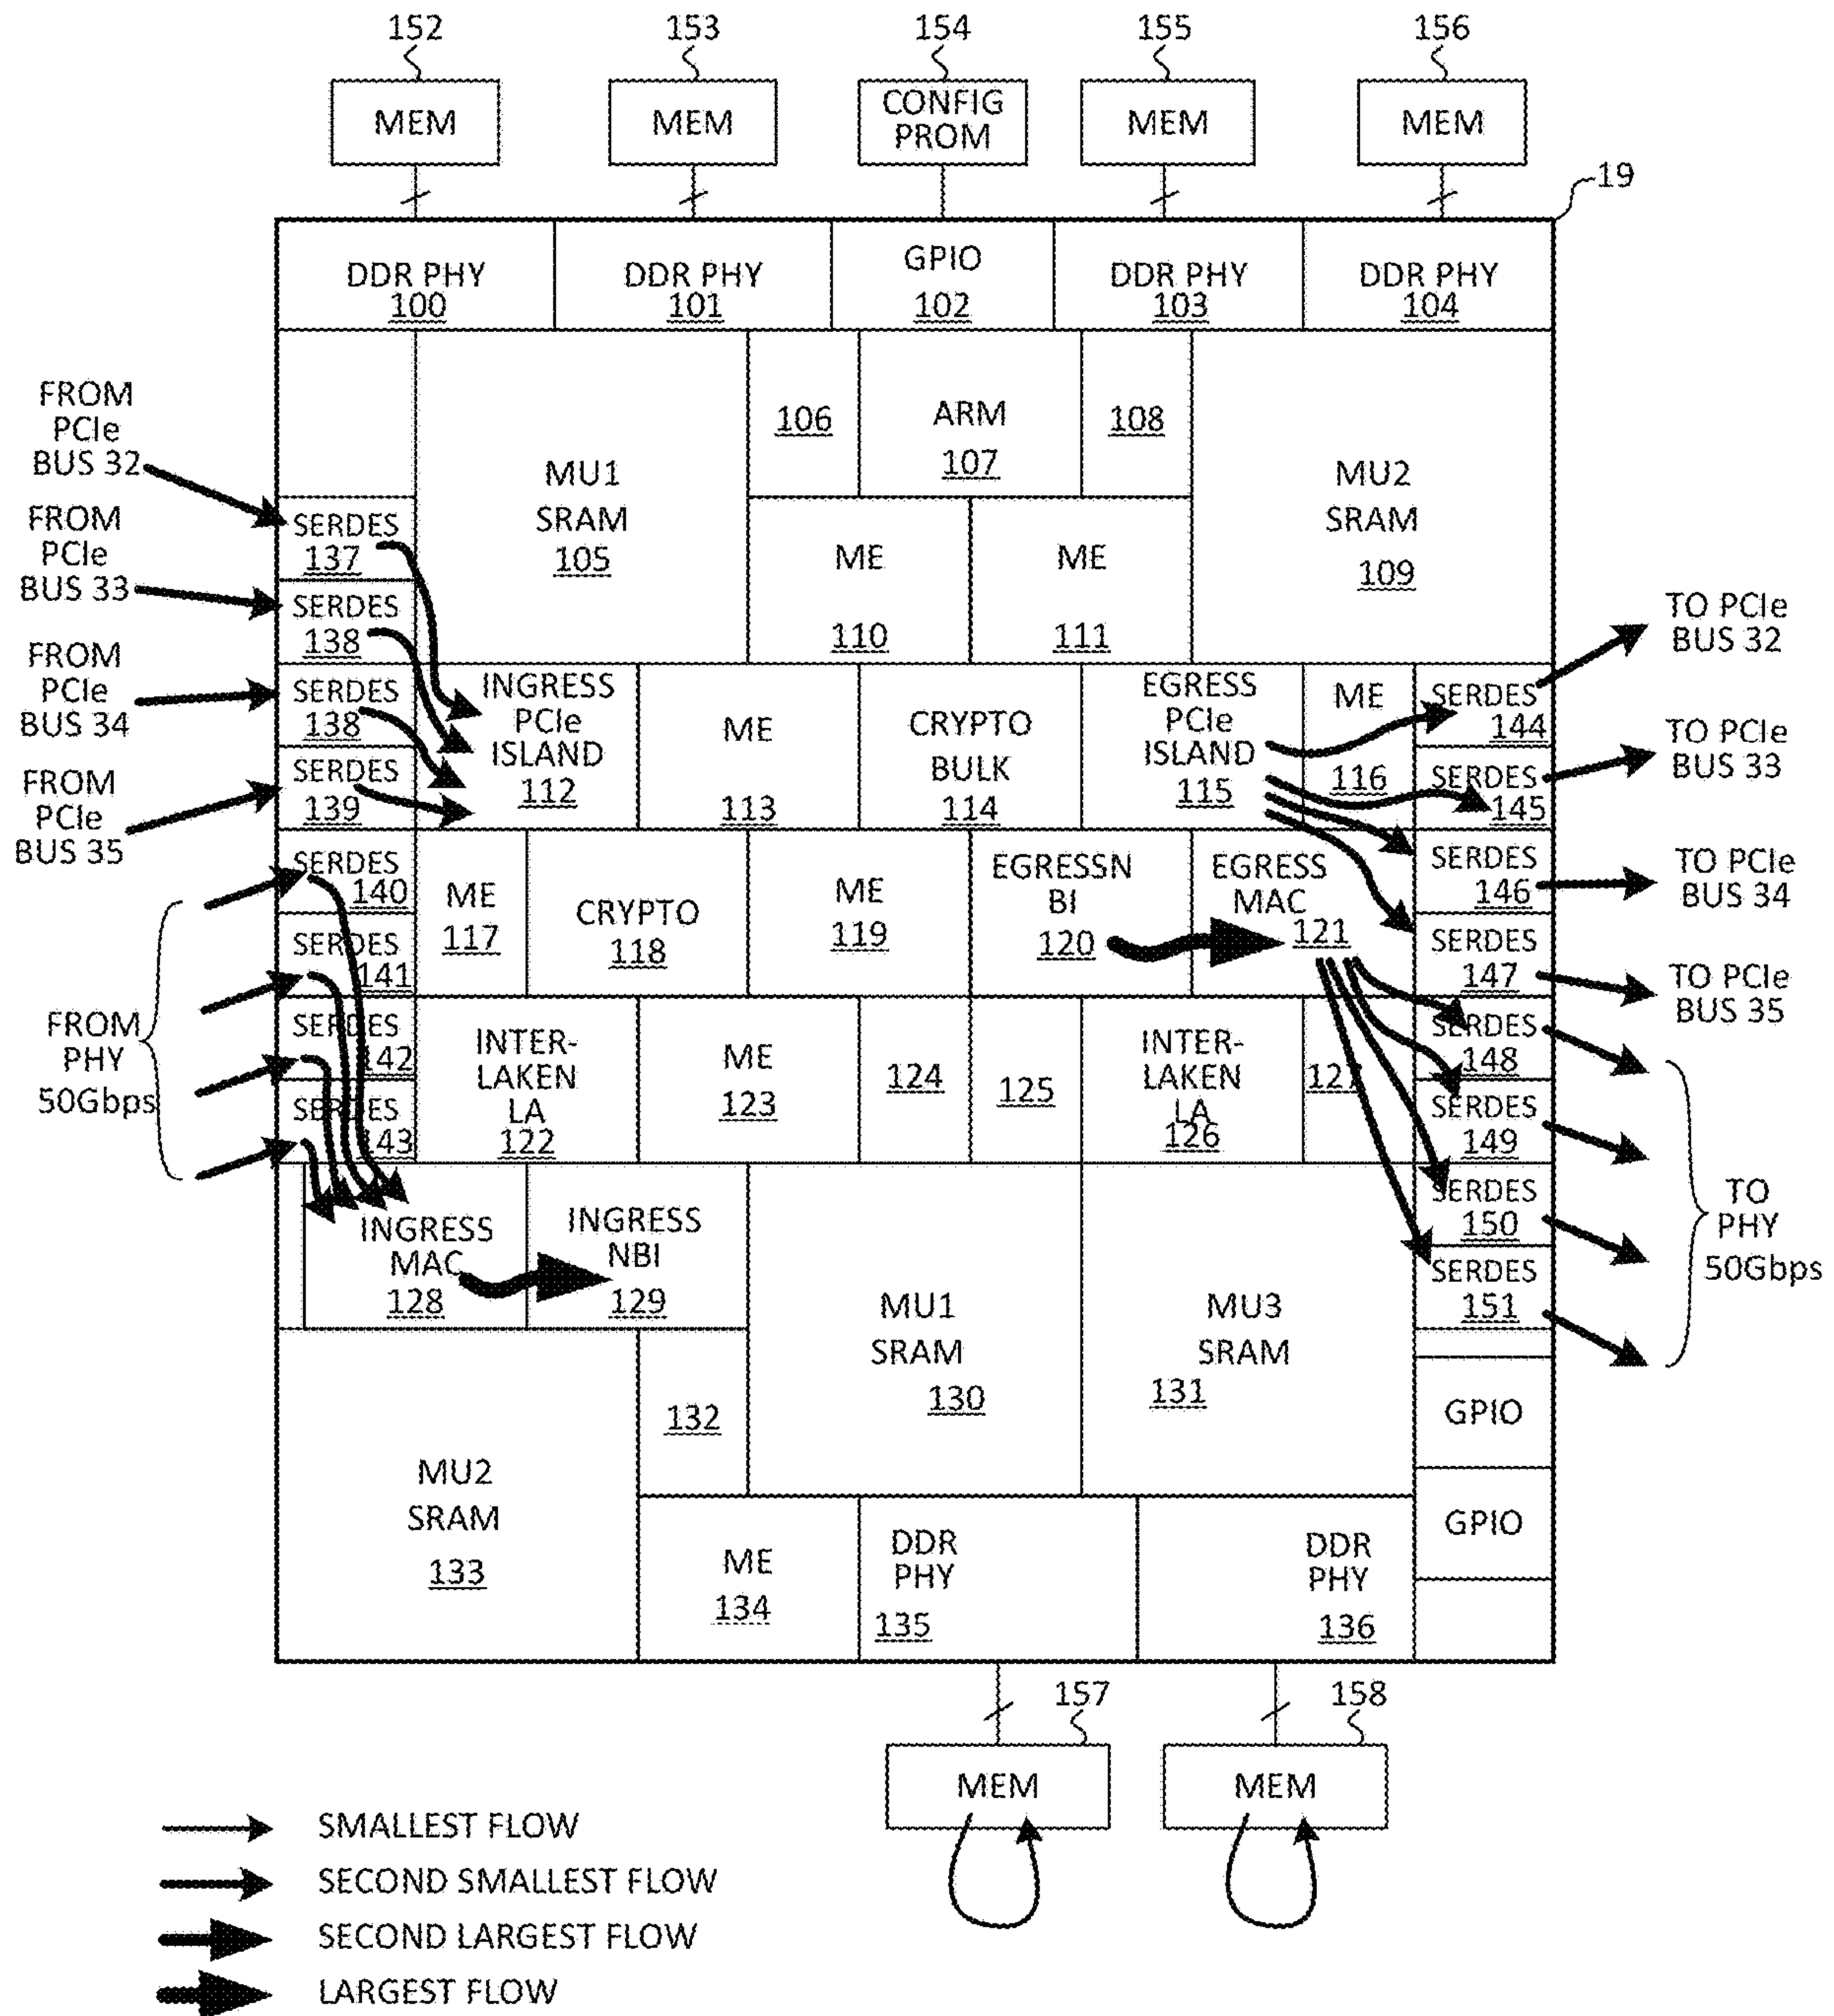 152
153
154
155
156
MEM
MEM
CONFIG
PROM
MEM
MEM
19
DDR PHY
100
DDR PHY
101
GPIO
102
DDR PHY
103
DDR PHY
104
FROM
PCIe
BUS 32
FROM
PCIe
BUS 33
FROM
PCIe
BUS 34
FROM
PCIe
BUS 35
MU1
SRAM
105
106
ARM
107
108
MU2
SRAM
109
SERDES
137
SERDES
138
ME
110
ME
111
SERDES
138
SERDES
139
INGRESS
PCIe
ISLAND
112
ME
113
CRYPTO
BULK
114
EGRESS
PCIe
ISLAND
115
ME
116
SERDES
144
SERDES
145
TO PCIe
BUS 32
TO PCIe
BUS 33
TO PCIe
BUS 34
TO PCIe
BUS 35
SERDES
140
SERDES
141
ME
117
CRYPTO
118
ME
119
EGRESSN
BI
120
EGRESS
MAC
121
SERDES
146
SERDES
147
FROM
PHY
50Gbps
SERDES
142
SERDES
143
INTER-
LAKEN
LA
122
ME
123
124
125
INTER-
LAKEN
LA
126
127
SERDES
148
SERDES
149
SERDES
150
SERDES
151
TO
PHY
50Gbps
INGRESS
MAC
128
INGRESS
NBI
129
MU1
SRAM
130
MU3
SRAM
131
132
GPIO
GPIO
MU2
SRAM
133
ME
134
DDR
PHY
135
DDR
PHY
136
157
158
MEM
MEM
SMALLEST FLOW
SECOND SMALLEST FLOW
SECOND LARGEST FLOW
LARGEST FLOW